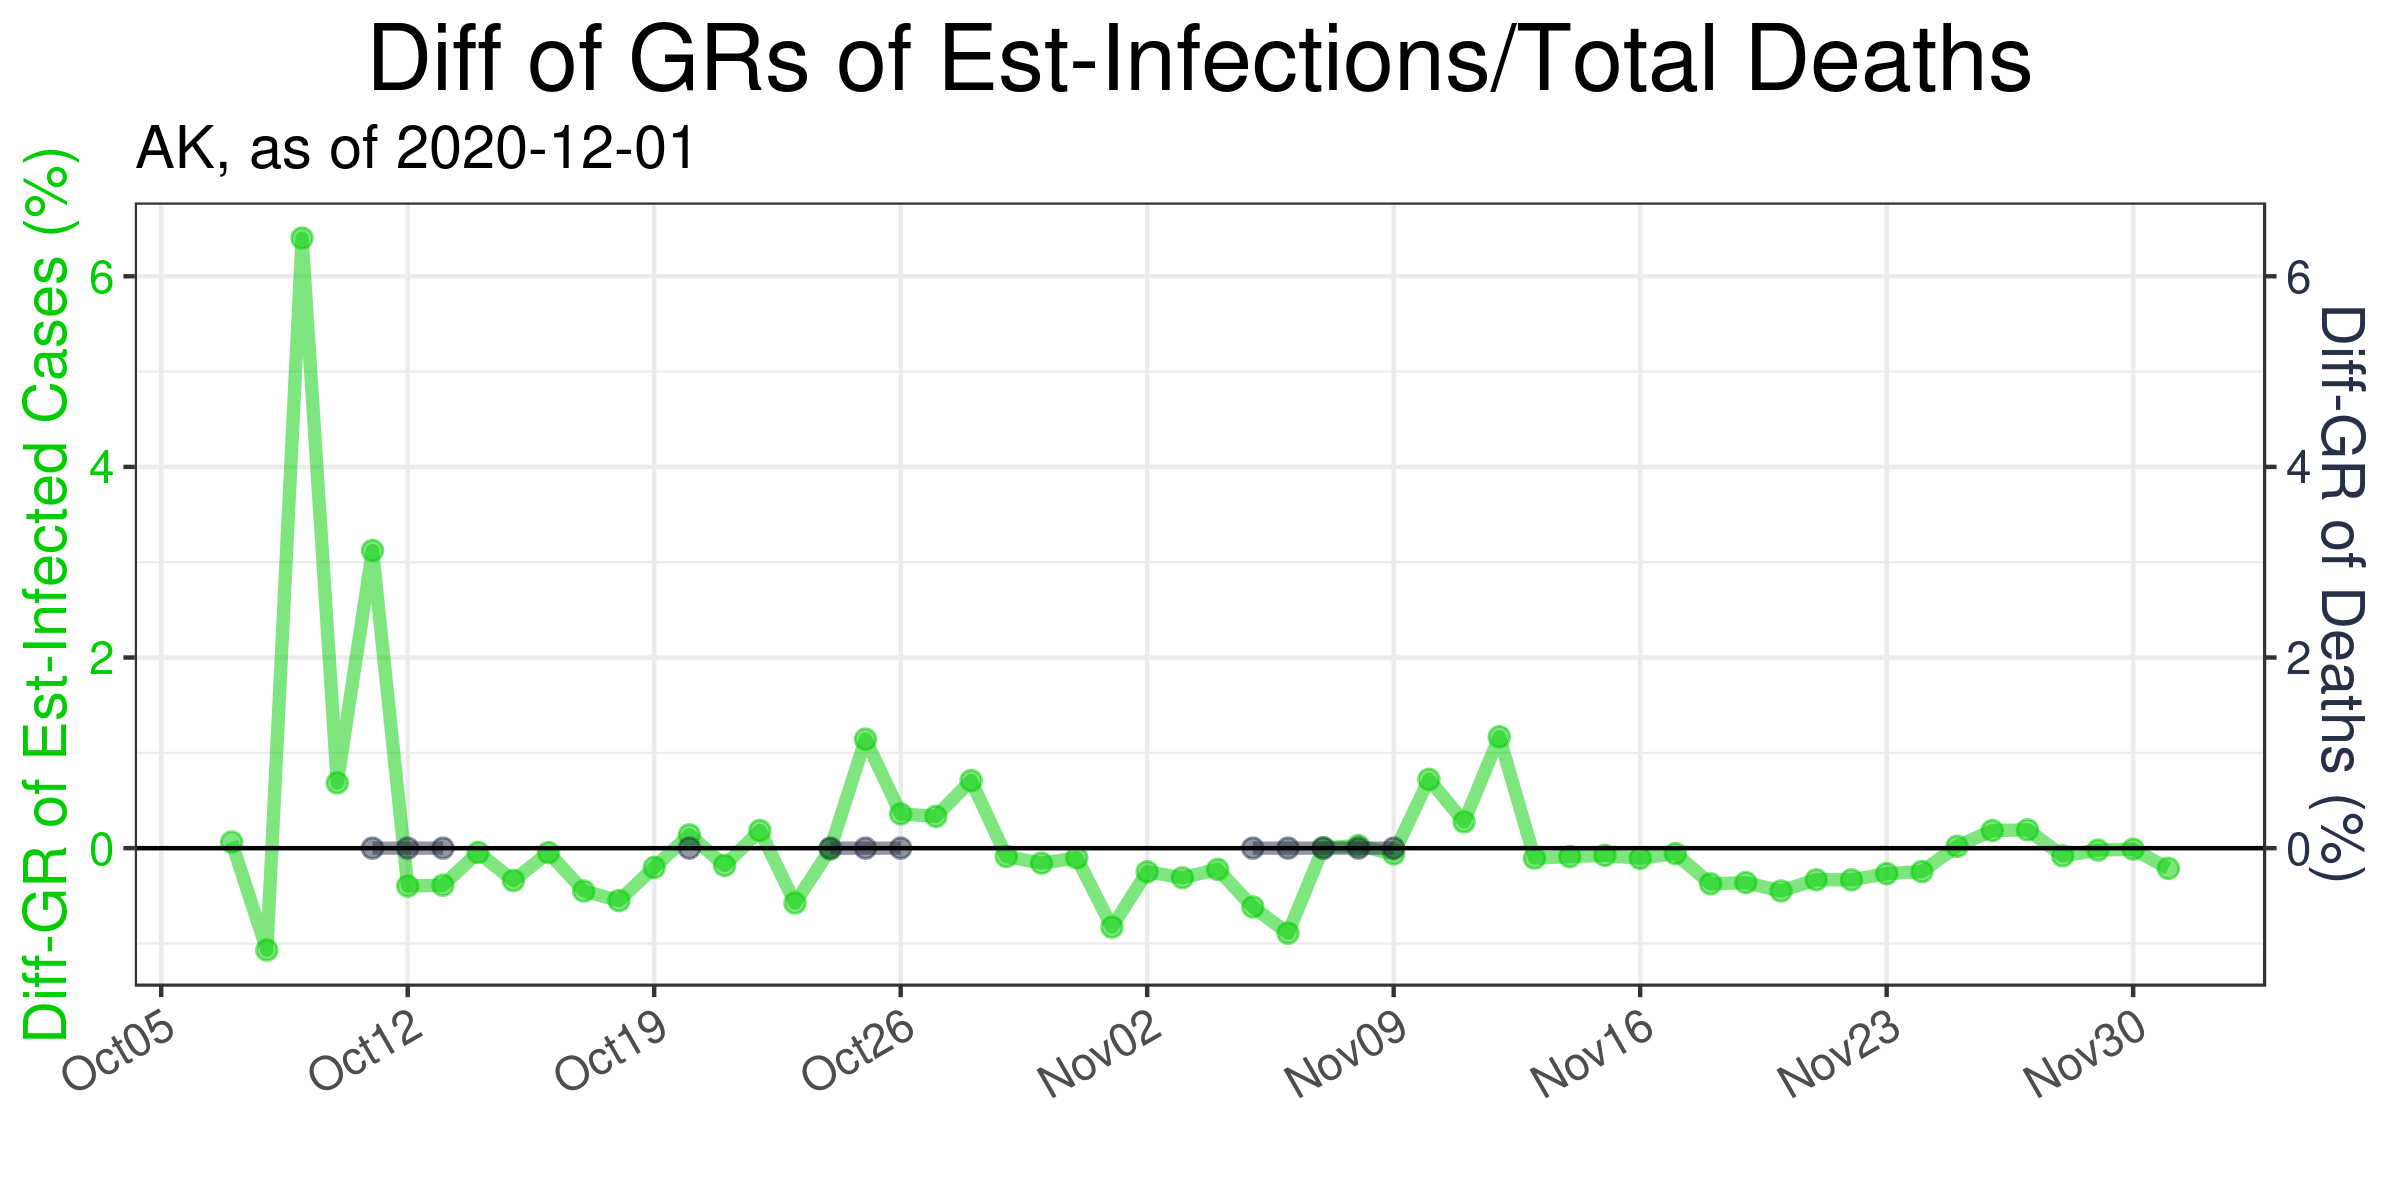 Diff of GRs of Est-Infections/Total Deaths
AK, as of 2020-12-01
Diff-GR of Est-Infected Cases (%)
6
4
2
0
6
4
2
0
Diff-GR of Deaths (%)
Oct05
Oct12
Oct19
Oct26
Nov02
Nov09
Nov16
Nov23
Nov30